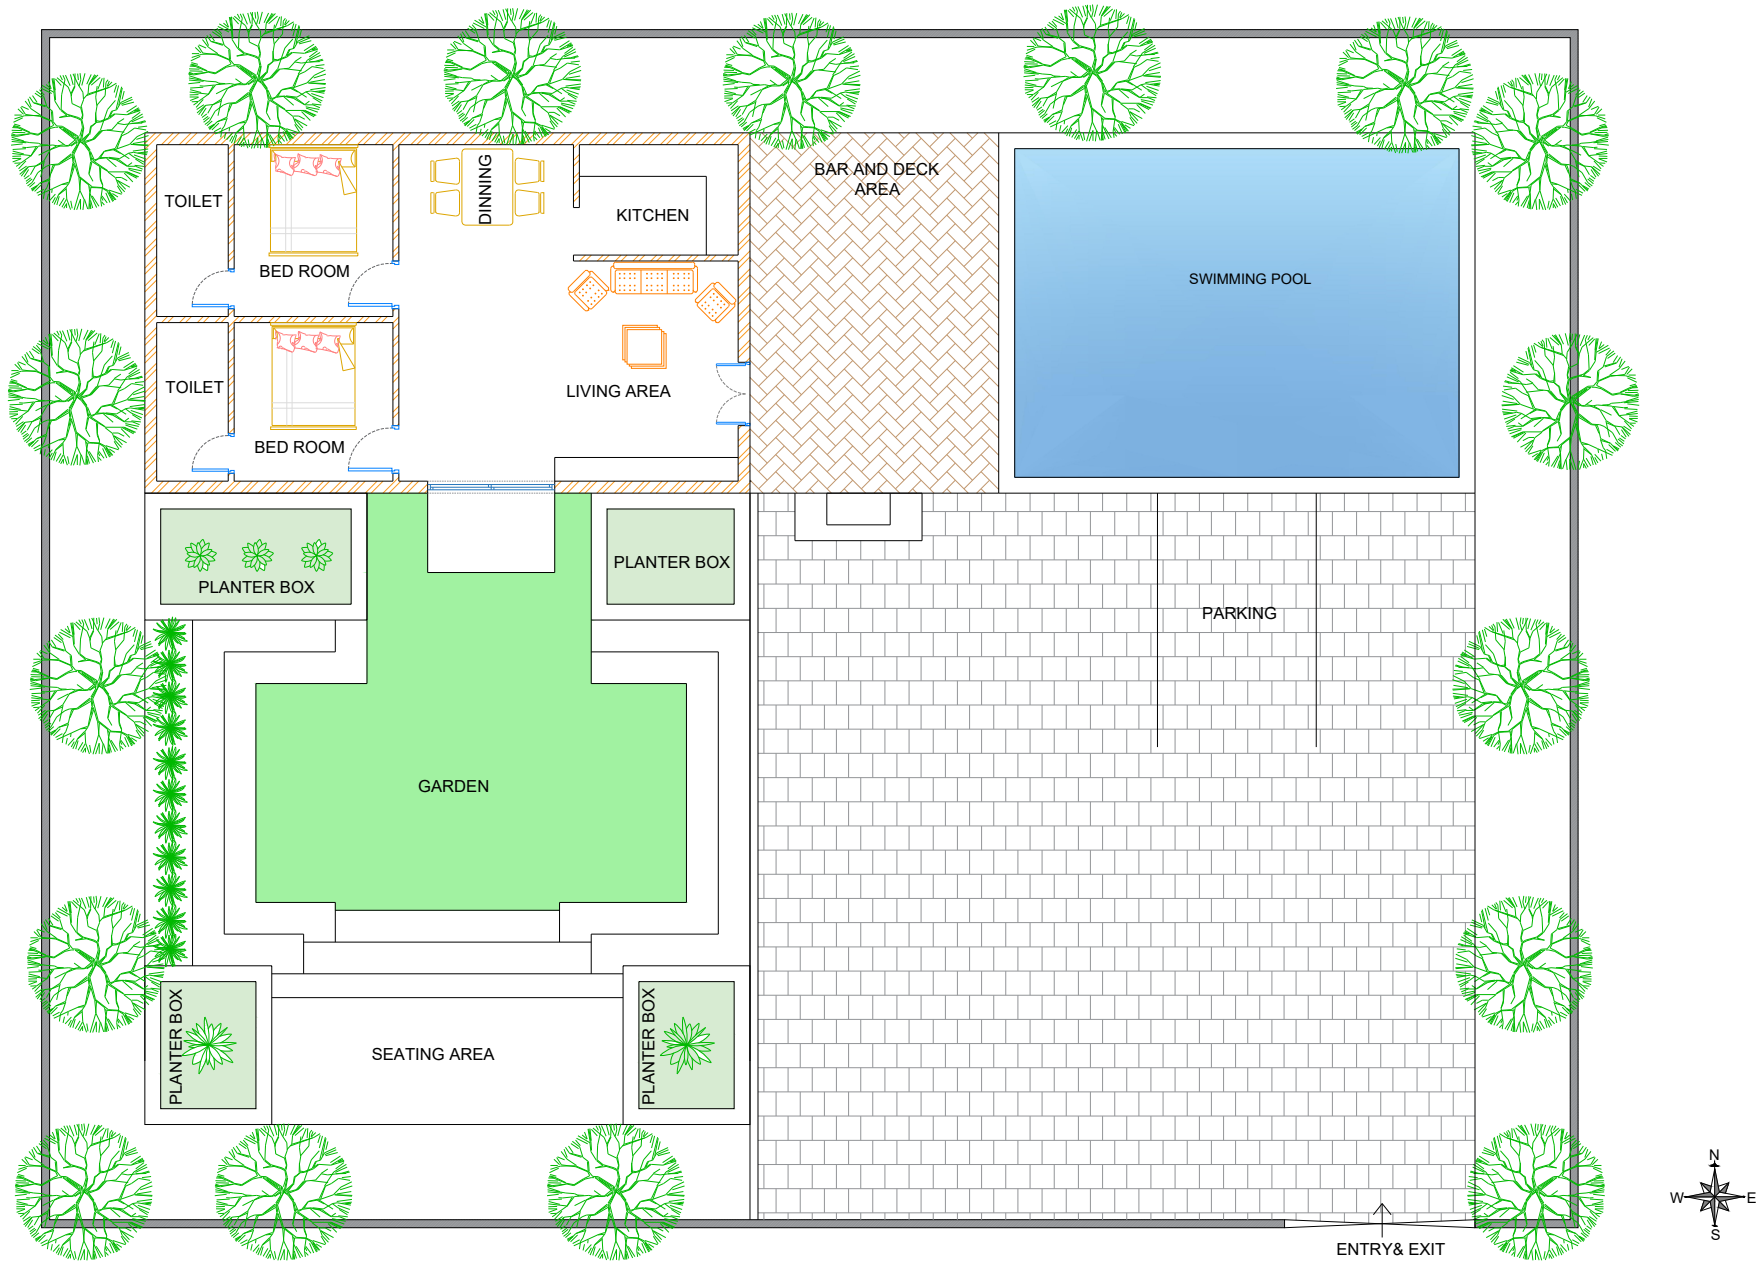 BAR AND DECK
AREA
DINNING
TOILET
KITCHEN
BED ROOM
SWIMMING POOL
TOILET
LIVING AREA
BED ROOM
PLANTER BOX
PLANTER BOX
PARKING
GARDEN
PLANTER BOX
SEATING AREA
PLANTER BOX
N
W
E
S
ENTRY& EXIT